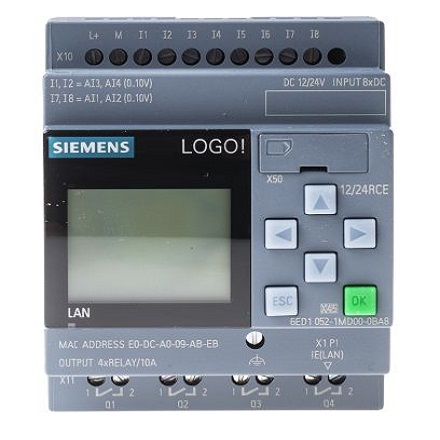 L+ M I1 I2 I3 I4 I5 I6 I7 I8
X10
I1, I2 = AI3, AI4 (0..10V)
I7, I8 = AI1, AI2 (0..10V)
DC 12/24V INPUT 8xDC
SIEMENS LOGO!
X50
12/24RCE
ESC OK
LAN
6ED1 052-1MD00-0BA8
MAC ADDRESS E0-DC-A0-09-AB-EB
OUTPUT 4xRELAY/10A
X1 P1
IE(LAN)
X11
1 2 1 2 1 2 1 2
Q1 Q2 Q3 Q4